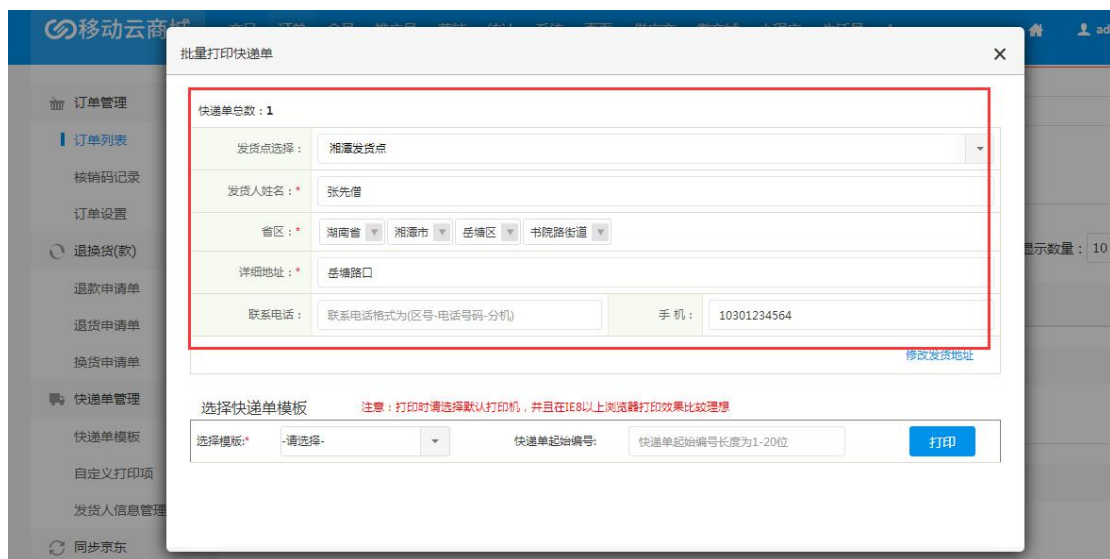 移动云商城
ad
批量打印快递单
×
订单管理
快递单总数：1
订单列表
发货点选择：
湘潭发货点
核销码记录
发货人姓名：*
张先僧
订单设置
省区：*
湖南省
湘潭市
岳塘区
书院路街道
退换货(款)
显示数量： 10
详细地址：*
岳塘路口
退款申请单
联系电话：
联系电话格式为(区号-电话号码-分机)
手 机：
10301234564
退货申请单
修改发货地址
换货申请单
快递单管理
选择快递单模板
注意：打印时请选择默认打印机，并且在IE8以上浏览器打印效果比较理想
快递单模板
选择模版:*
-请选择-
快递单起始编号:
快递单起始编号长度为1-20位
打印
自定义打印项
发货人信息管理
同步京东